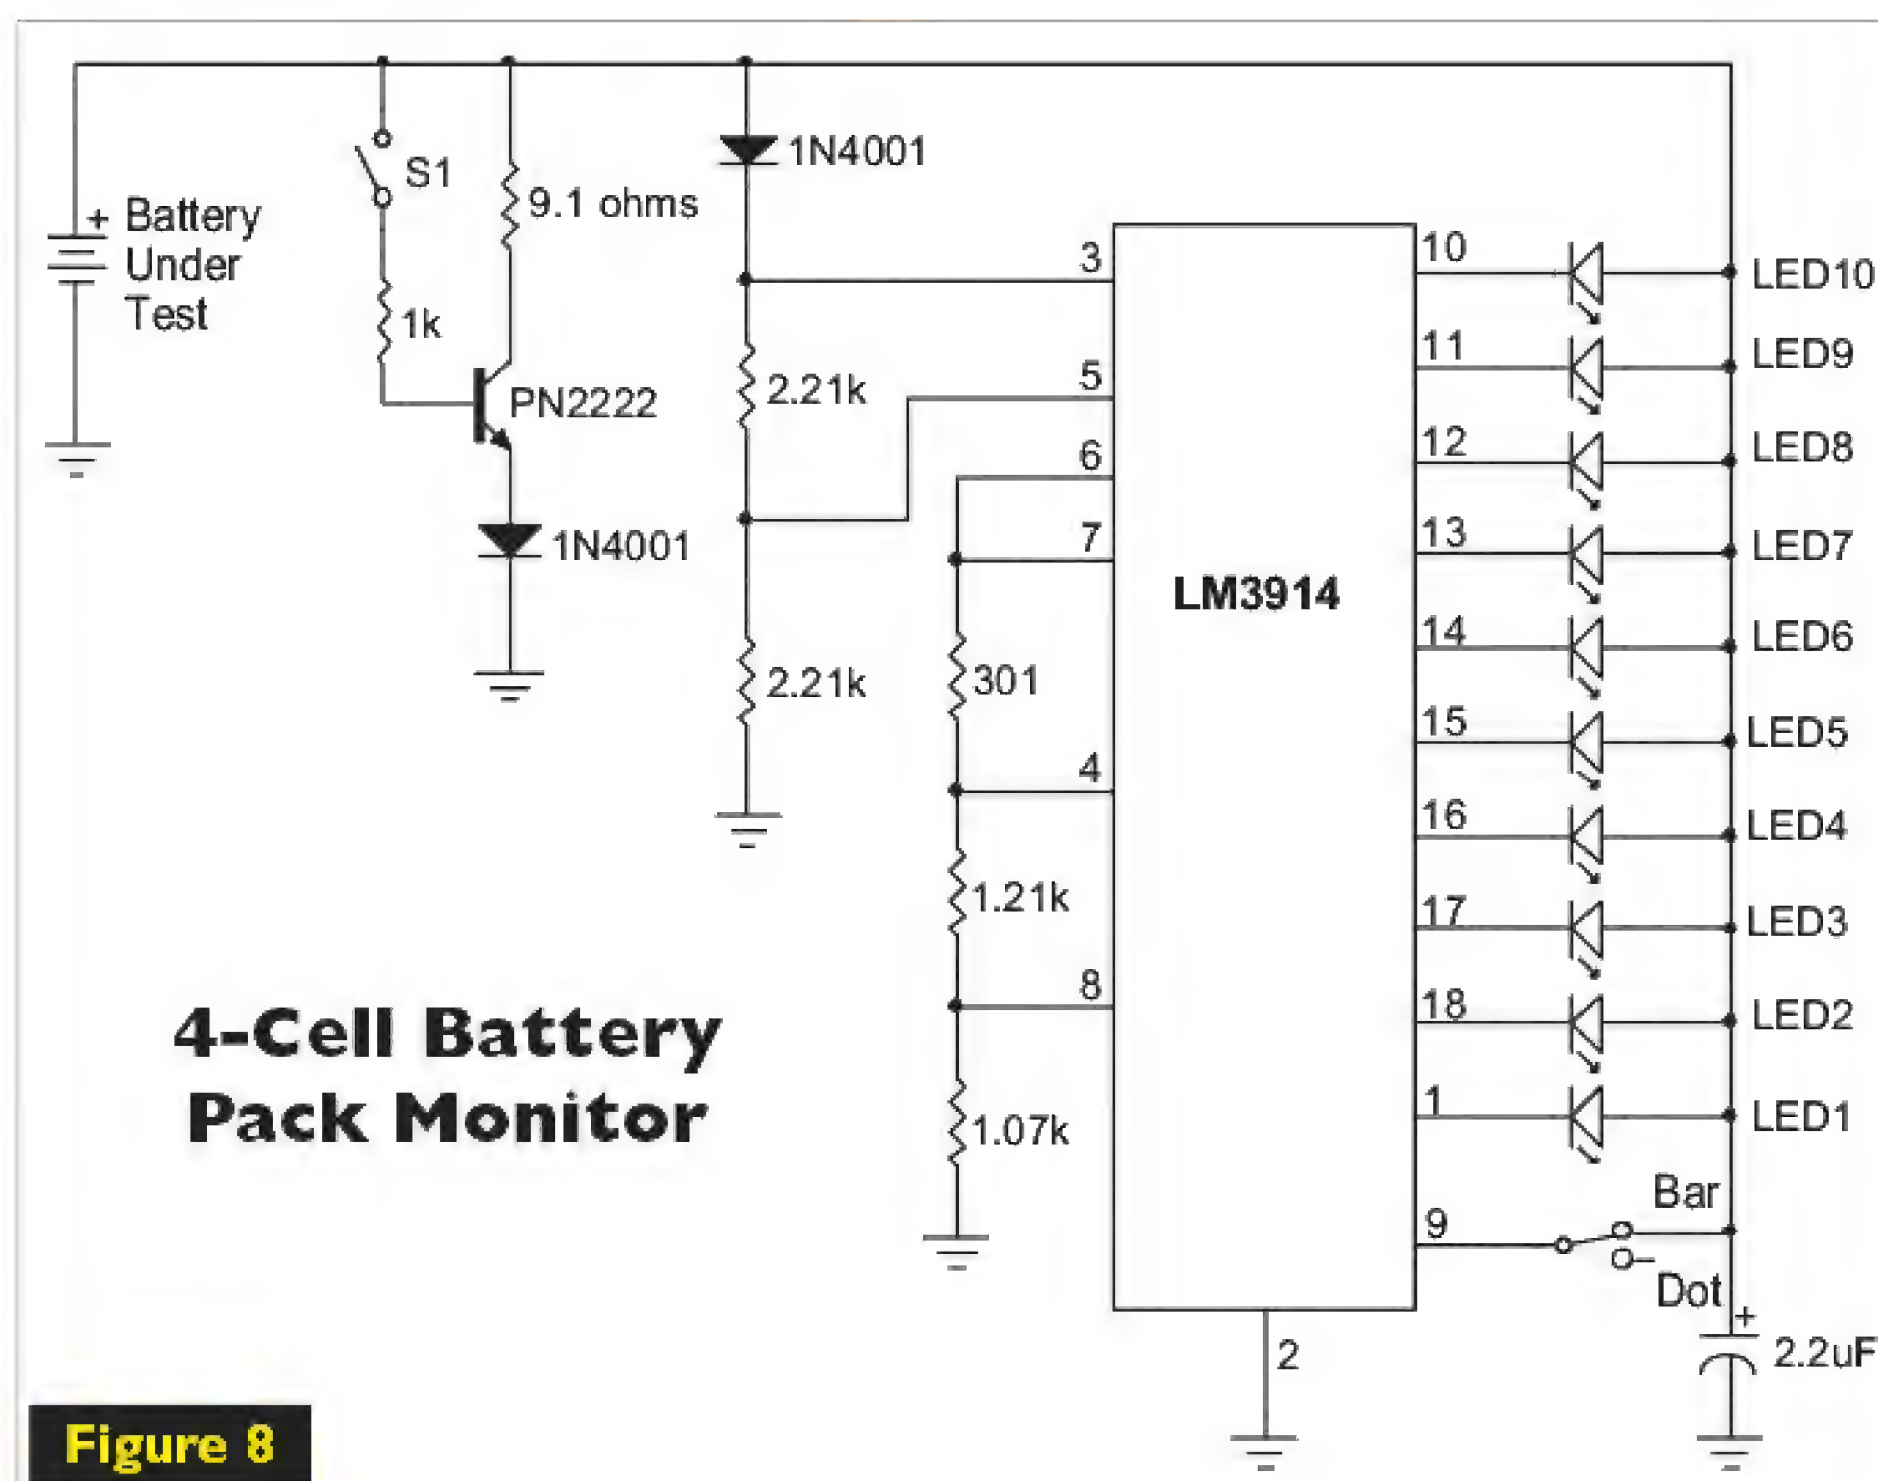 + Battery
Under
Test
S1
1k
9.1 ohms
PN2222
1N4001
1N4001
2.21k
2.21k
3
5
6
7
301
4
1.21k
8
1.07k
LM3914
10
LED10
11
LED9
12
LED8
13
LED7
14
LED6
15
LED5
16
LED4
17
LED3
18
LED2
1
LED1
9
Bar
Dot
+
2.2uF
2
4-Cell Battery
Pack Monitor
Figure 8